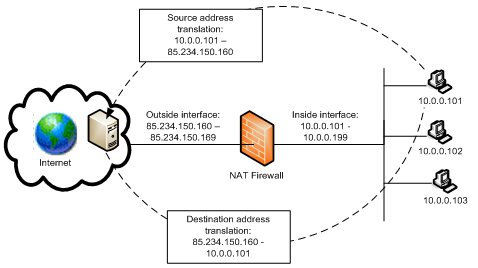 Source address
translation:
10.0.0.101 –
85.234.150.160
Outside interface:
85.234.150.160 –
85.234.150.169
Inside interface:
10.0.0.101 -
10.0.0.199
10.0.0.101
10.0.0.102
10.0.0.103
Internet
NAT Firewall
Destination address
translation:
85.234.150.160 -
10.0.0.101